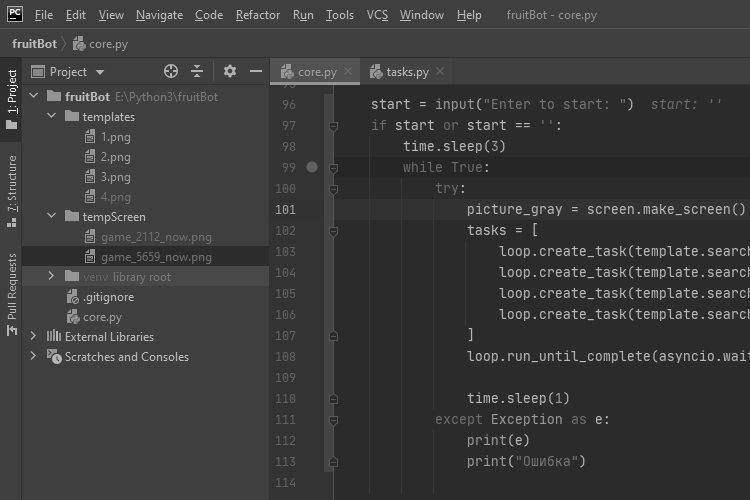 PC File Edit View Navigate Code Refactor Run Tools VCS Window Help fruitBot - core.py
fruitBot core.py
1: Project
7: Structure
Pull Requests
Project
fruitBot E:\Python3\fruitBot
templates
1.png
2.png
3.png
4.png
tempScreen
game_2112_now.png
game_5659_now.png
venv library root
.gitignore
core.py
External Libraries
Scratches and Consoles
core.py tasks.py
96 start = input("Enter to start: ") start: ''
97 if start or start == '':
98 time.sleep(3)
99 while True:
100 try:
101 picture_gray = screen.make_screen()
102 tasks = [
103 loop.create_task(template.searc
104 loop.create_task(template.searc
105 loop.create_task(template.searc
106 loop.create_task(template.searc
107 ]
108 loop.run_until_complete(asyncio.wai
109
110 time.sleep(1)
111 except Exception as e:
112 print(e)
113 print("Ошибка")
114